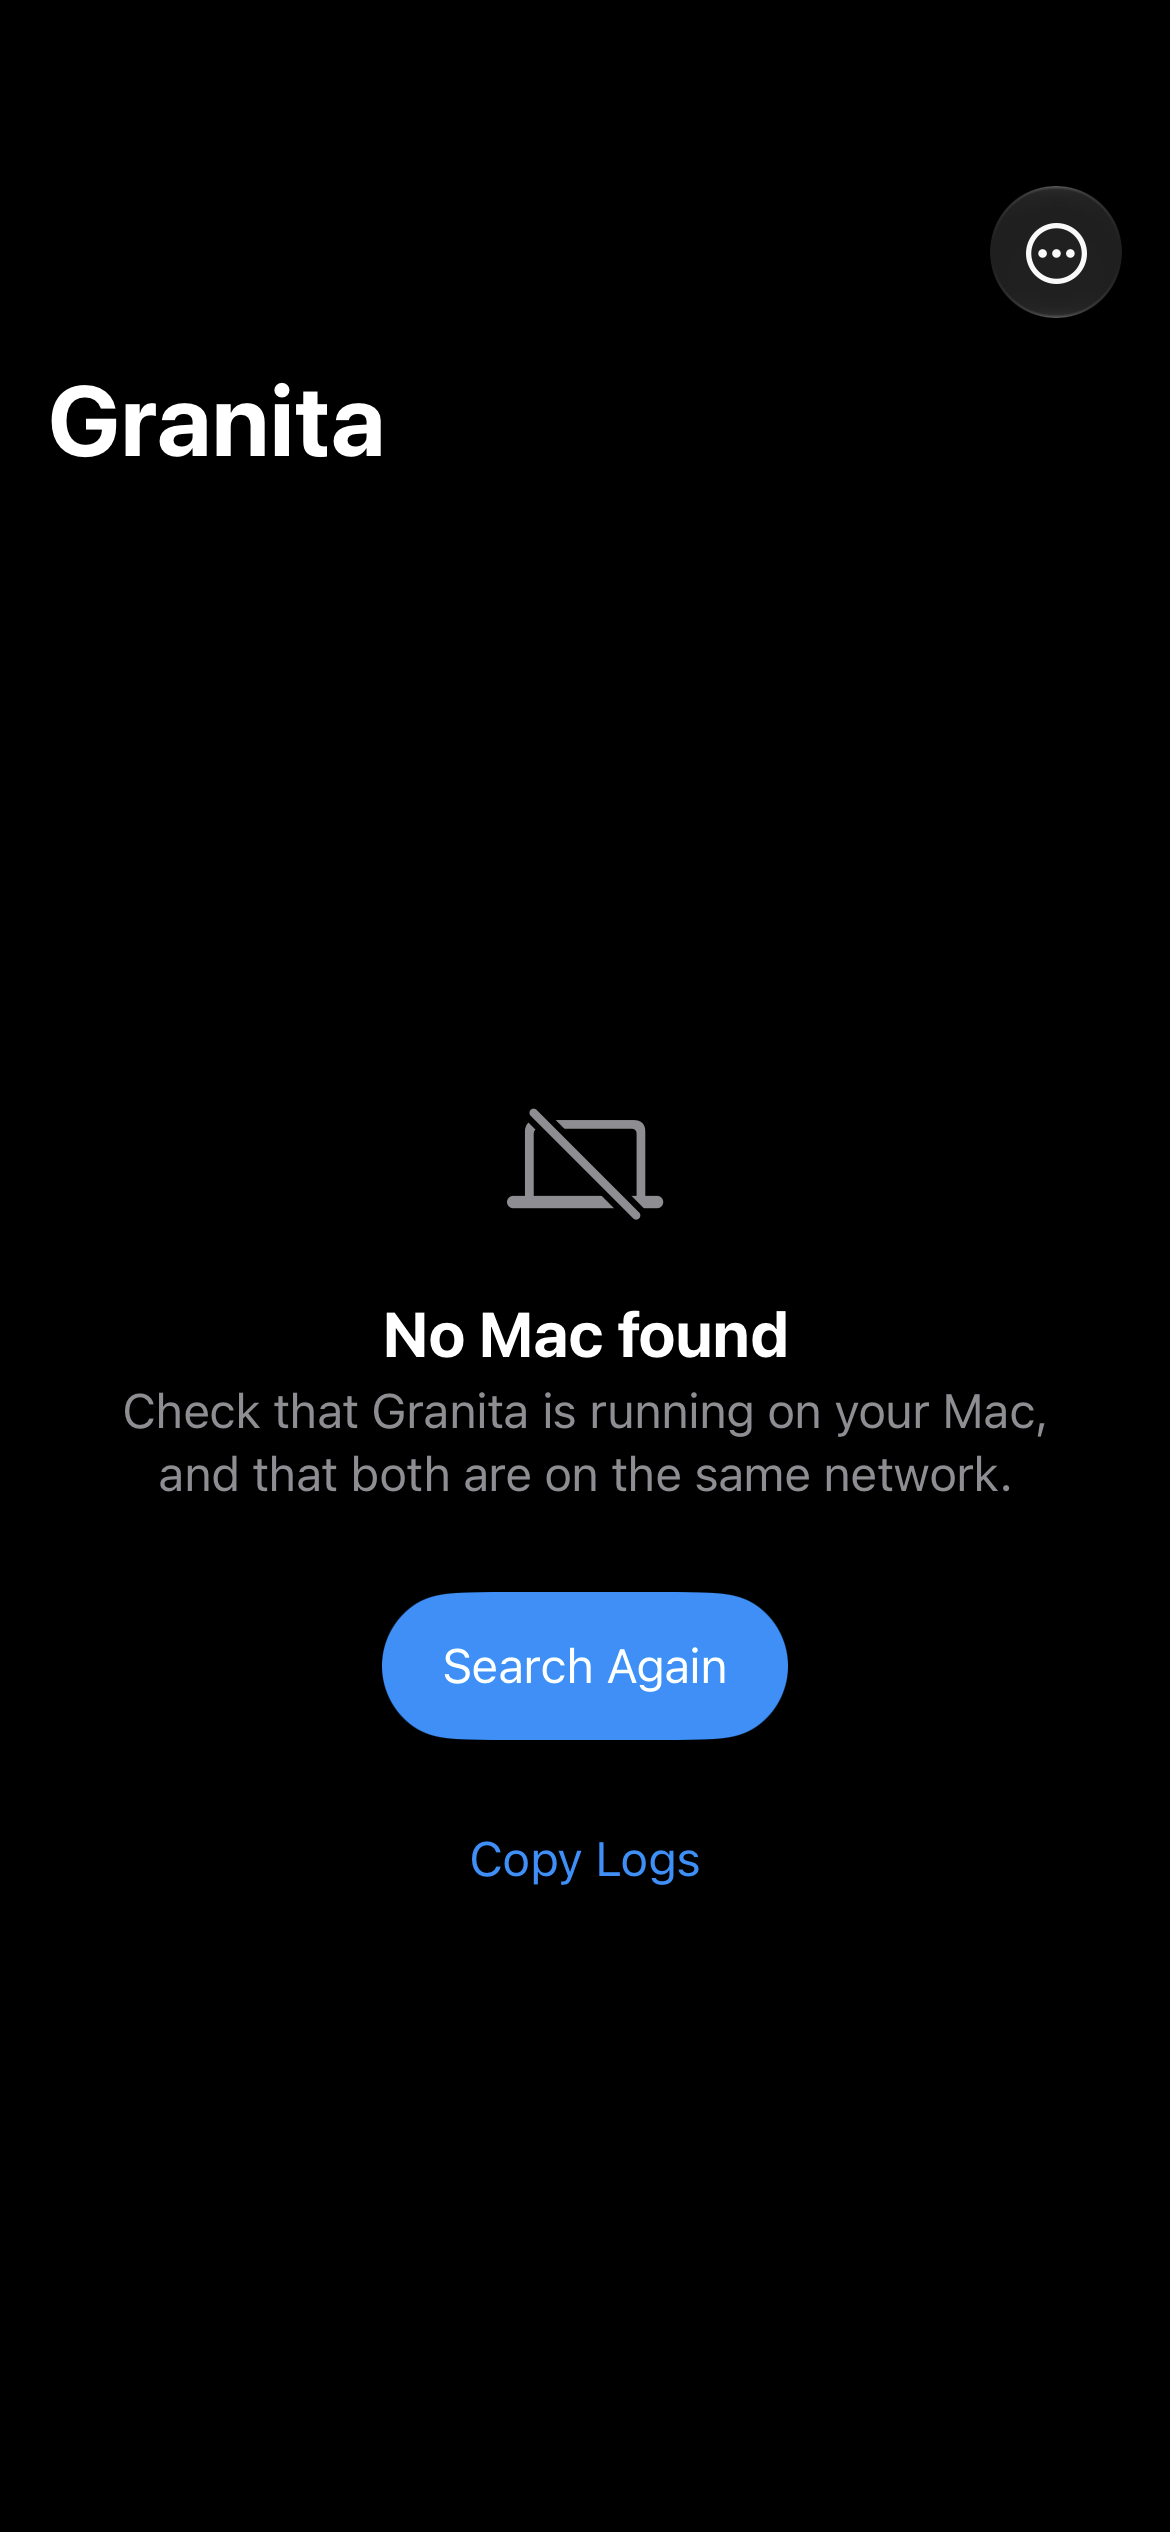 Granita
No Mac found
Check that Granita is running on your Mac,
and that both are on the same network.
Search Again
Copy Logs